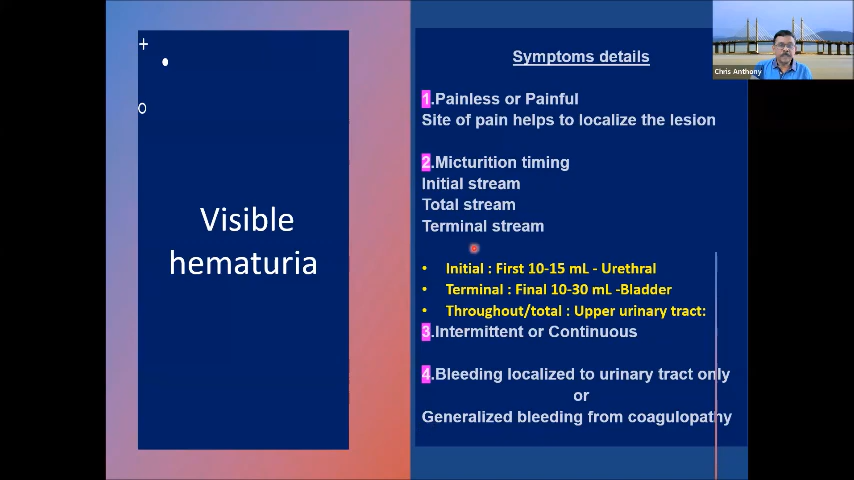 Visible
hematuria
Symptoms details
1.Painless or Painful
Site of pain helps to localize the lesion
2.Micturition timing
Initial stream
Total stream
Terminal stream
• Initial : First 10-15 mL - Urethral
• Terminal : Final 10-30 mL -Bladder
• Throughout/total : Upper urinary tract:
3.Intermittent or Continuous
4.Bleeding localized to urinary tract only
or
Generalized bleeding from coagulopathy
Chris Anthony